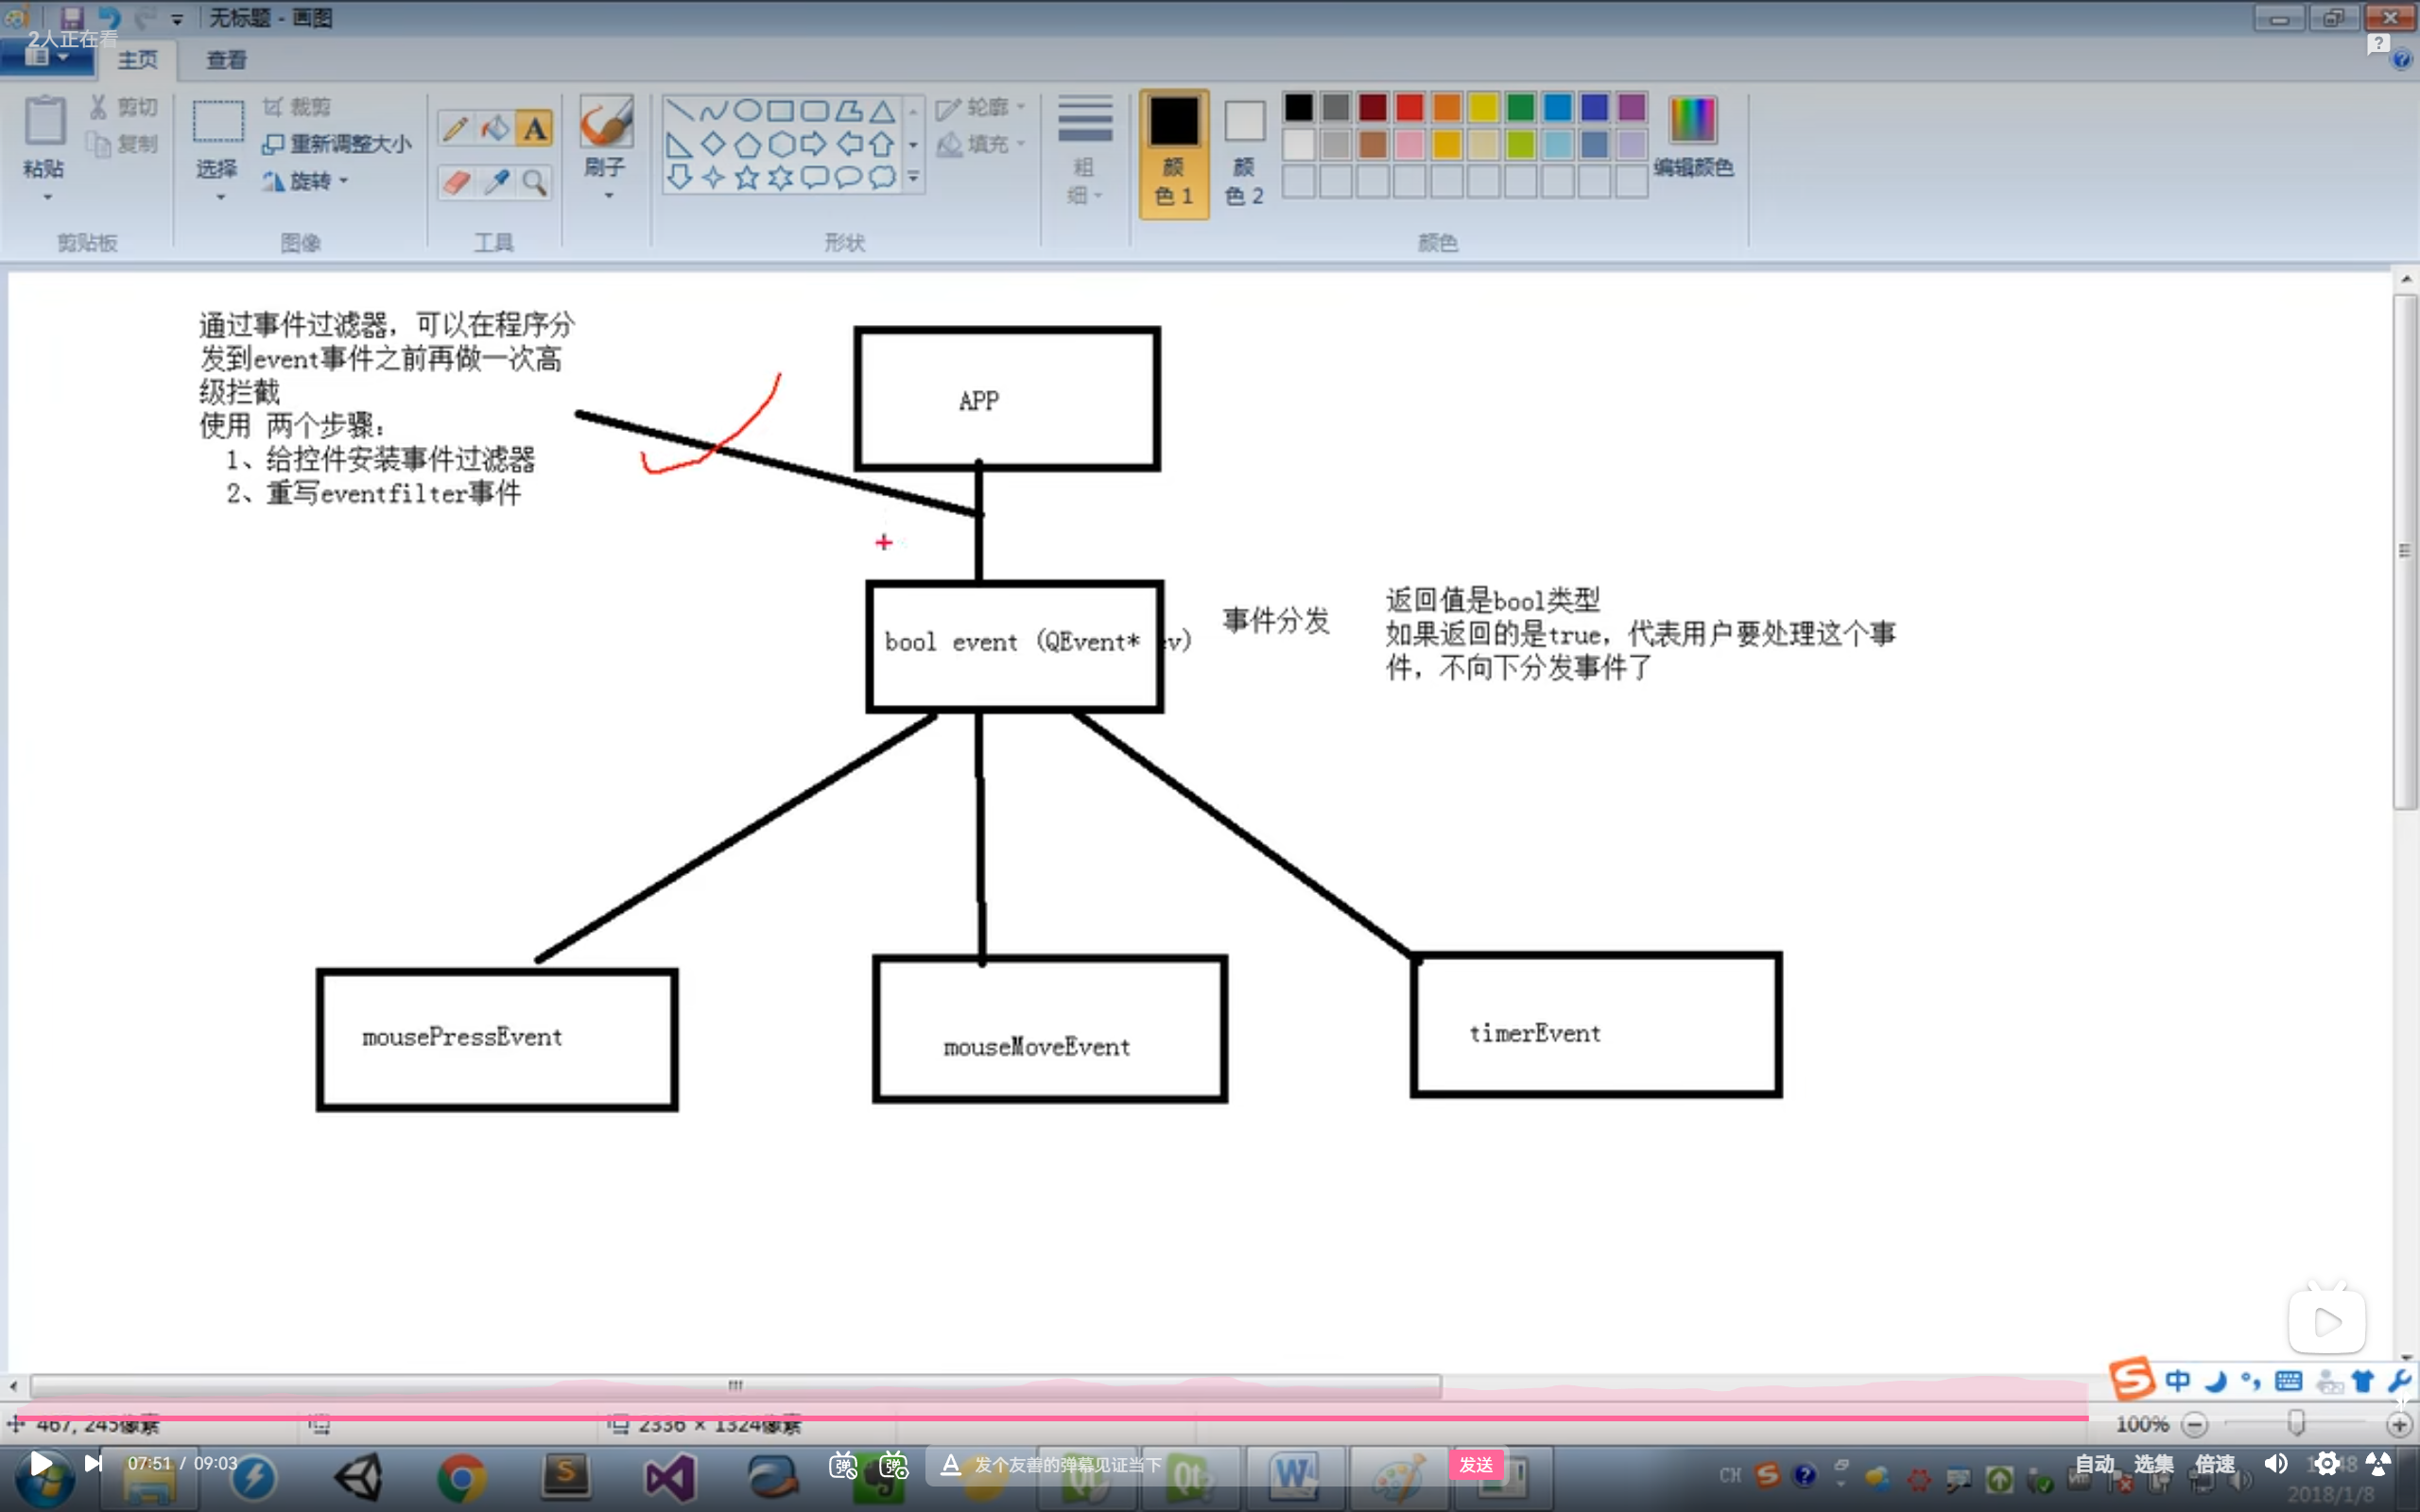 无标题 - 画图
2人正在看
主页 查看
粘贴
剪切
复制
剪贴板
选择
裁剪
重新调整大小
旋转
图像
A
工具
刷子
轮廓
填充
形状
粗
细
颜
色 1
颜
色 2
编辑颜色
颜色
通过事件过滤器，可以在程序分
发到event事件之前再做一次高
级拦截
使用 两个步骤：
1、给控件安装事件过滤器
2、重写eventfilter事件
APP
bool event (QEvent* ev)
事件分发
返回值是bool类型
如果返回的是true，代表用户要处理这个事
件，不向下分发事件了
mousePressEvent
mouseMoveEvent
timerEvent
中
467, 245像素
2336 × 1324像素
100%
07:51 / 09:03
发个友善的弹幕见证当下
发送
CH
自动 选集 倍速
2018/1/8